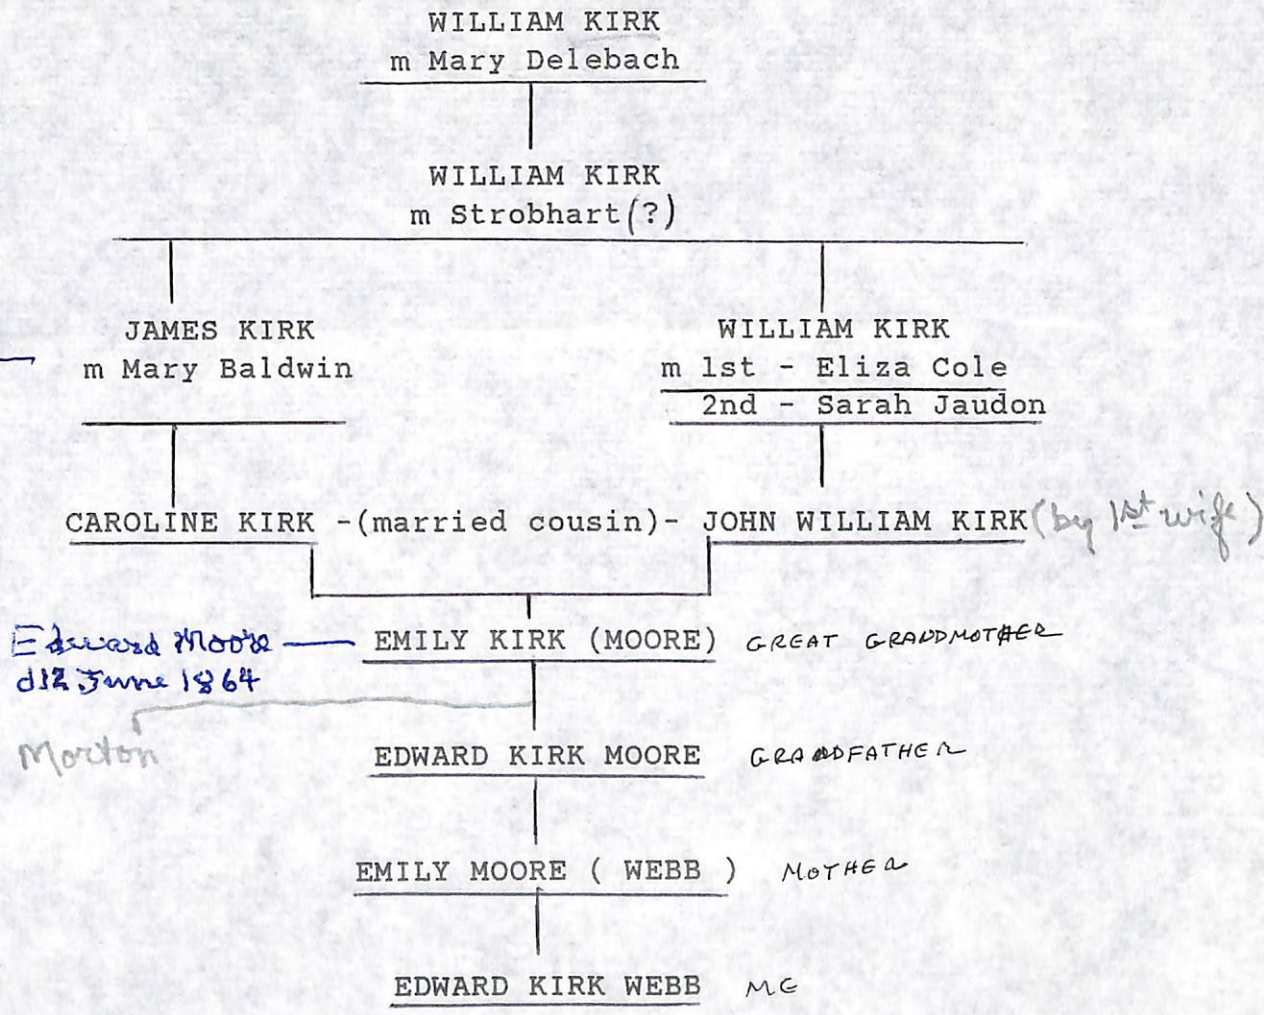 WILLIAM KIRK
m Mary Delebach
WILLIAM KIRK
m Strobhart (?)
JAMES KIRK
m Mary Baldwin
WILLIAM KIRK
m 1st - Eliza Cole
2nd - Sarah Jaudon
CAROLINE KIRK -(married cousin)- JOHN WILLIAM KIRK (by 1st wife)
Edward Moore — EMILY KIRK (MOORE) GREAT GRANDMOTHER
d12 June 1864
Morton
EDWARD KIRK MOORE GRANDFATHER
EMILY MOORE ( WEBB ) MOTHER
EDWARD KIRK WEBB ME